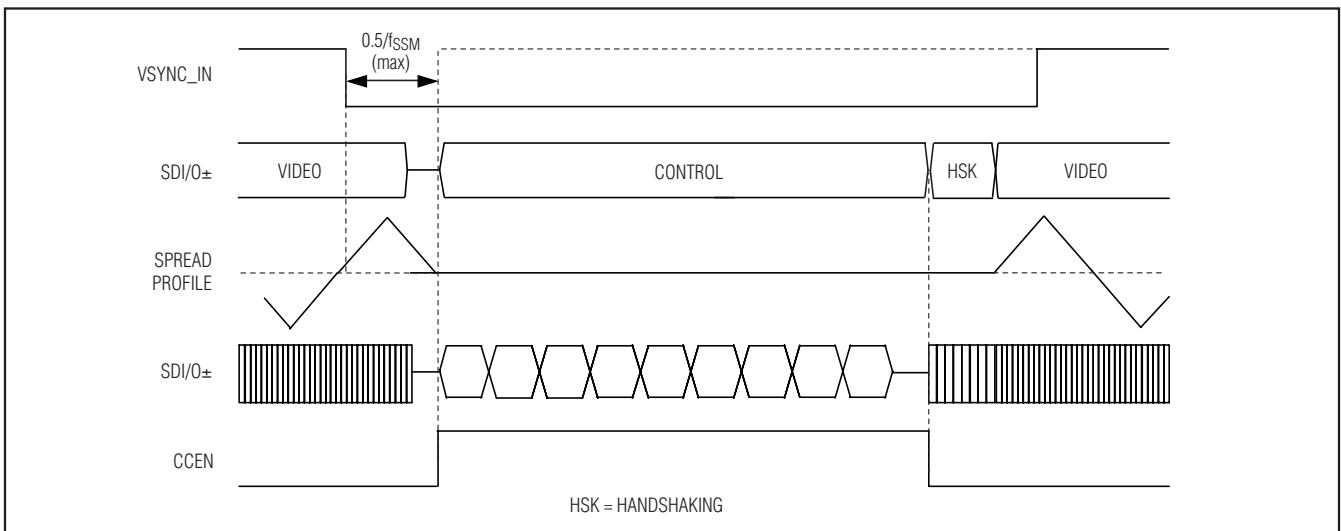 0.5/fSSM
(max)
VSYNC_IN
SDI/O±
VIDEO
CONTROL
HSK
VIDEO
SPREAD
PROFILE
SDI/O±
CCEN
HSK = HANDSHAKING